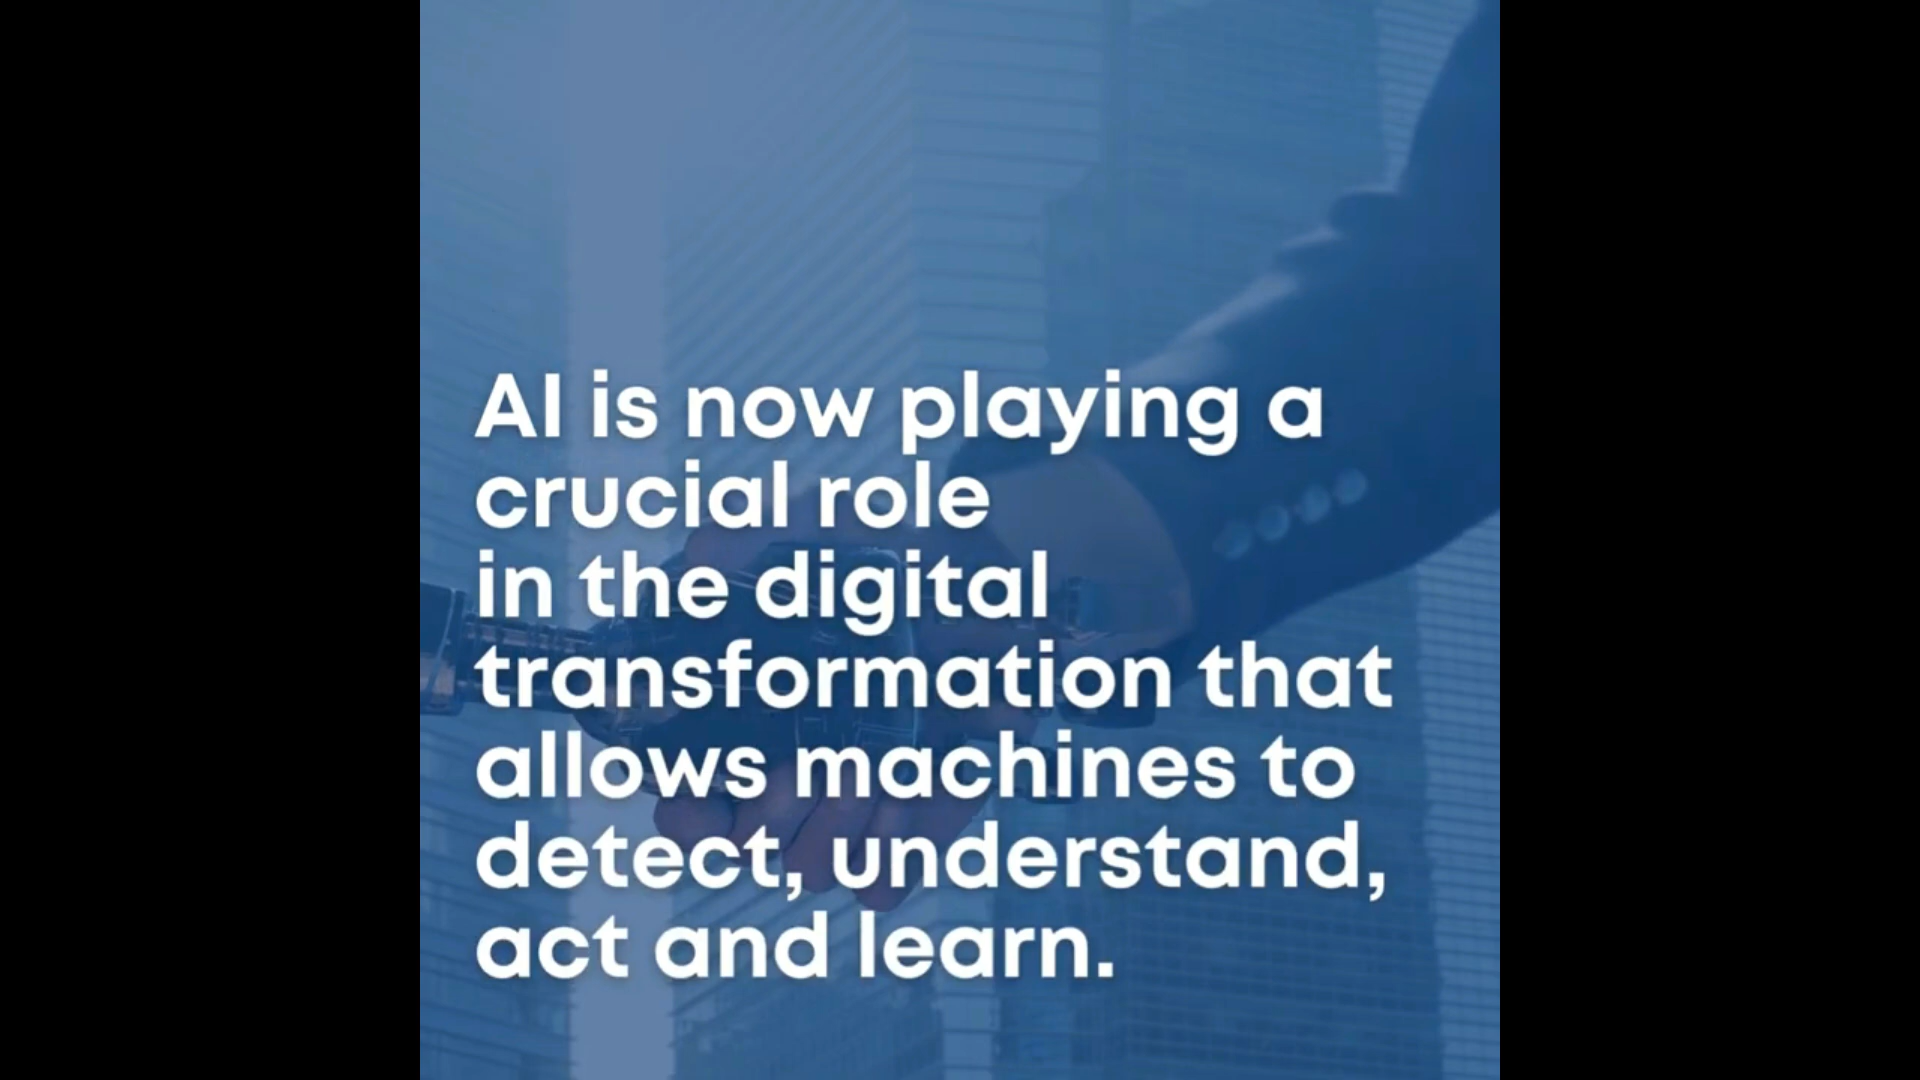 AI is now playing a
crucial role
in the digital
transformation that
allows machines to
detect, understand,
act and learn.